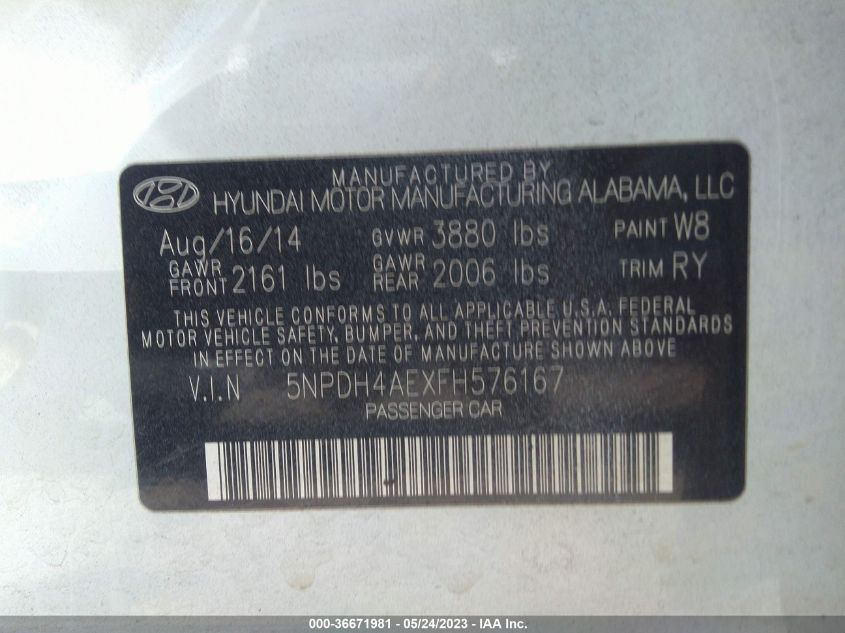 MANUFACTURED BY
HYUNDAI MOTOR MANUFACTURING ALABAMA, LLC
Aug/16/14 GVWR 3880 lbs PAINT W8
GAWR FRONT 2161 lbs GAWR REAR 2006 lbs TRIM RY
THIS VEHICLE CONFORMS TO ALL APPLICABLE U.S.A. FEDERAL
MOTOR VEHICLE SAFETY, BUMPER, AND THEFT PREVENTION STANDARDS
IN EFFECT ON THE DATE OF MANUFACTURE SHOWN ABOVE.
V.I.N 5NPDH4AEXFH576167
PASSENGER CAR
000-36671981 - 05/24/2023 - IAA Inc.